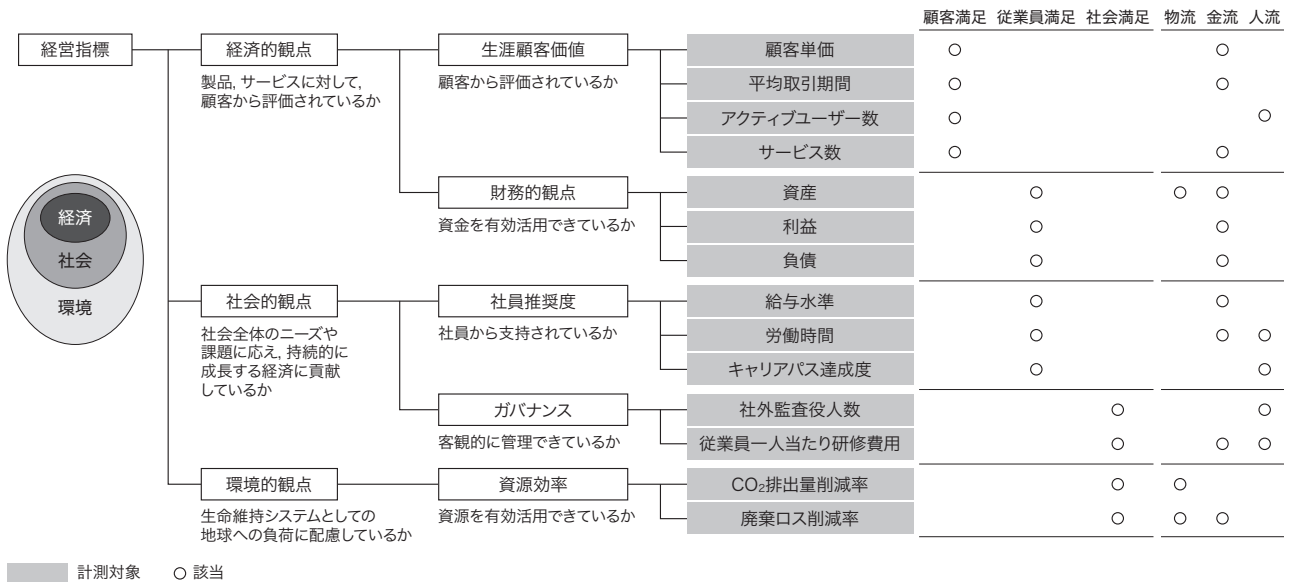 顧客満足 従業員満足 社会満足 物流 金流 人流
経営指標 経済的観点 生涯顧客価値 顧客単価 ○ ○
製品, サービスに対して,
顧客から評価されているか
顧客から評価されているか
平均取引期間 ○ ○
アクティブユーザー数 ○ ○
サービス数 ○ ○
財務的観点 資産 ○ ○ ○
資金を有効活用できているか
利益 ○ ○
負債 ○ ○
経済
社会
環境
社会的観点 社員推奨度 給与水準 ○ ○
社会全体のニーズや
課題に応え, 持続的に
成長する経済に貢献
しているか
社員から支持されているか
労働時間 ○ ○ ○
キャリアパス達成度 ○ ○
ガバナンス 社外監査役人数 ○ ○
客観的に管理できているか
従業員一人当たり研修費用 ○ ○ ○
環境的観点 資源効率 CO₂排出量削減率 ○ ○
生命維持システムとしての
地球への負荷に配慮しているか
資源を有効活用できているか
廃棄ロス削減率 ○ ○ ○
計測対象 ○ 該当